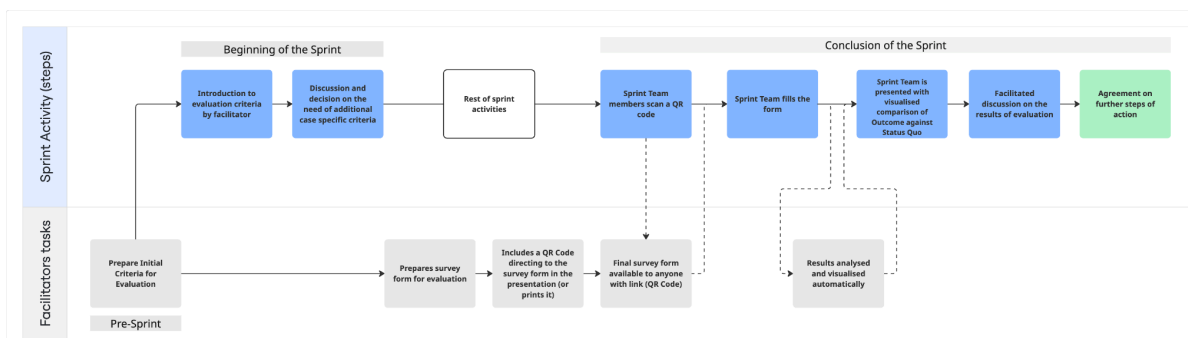 Sprint Activity (steps)
Beginning of the Sprint
Conclusion of the Sprint
Introduction to
evaluation criteria
by facilitator
Discussion and
decision on the
need of additional
case specific criteria
Rest of sprint
activities
Sprint Team
members scan a QR
code
Sprint Team fills the
form
Sprint Team is
presented with
visualised
comparison of
Outcome against
Status Quo
Facilitated
discussion on the
results of evaluation
Agreement on
further steps of
action
Facilitators tasks
Prepare Initial
Criteria for
Evaluation
Prepares survey
form for evaluation
Includes a QR Code
directing to the
survey form in the
presentation (or
prints it)
Final survey form
available to anyone
with link (QR Code)
Results analysed
and visualised
automatically
Pre-Sprint